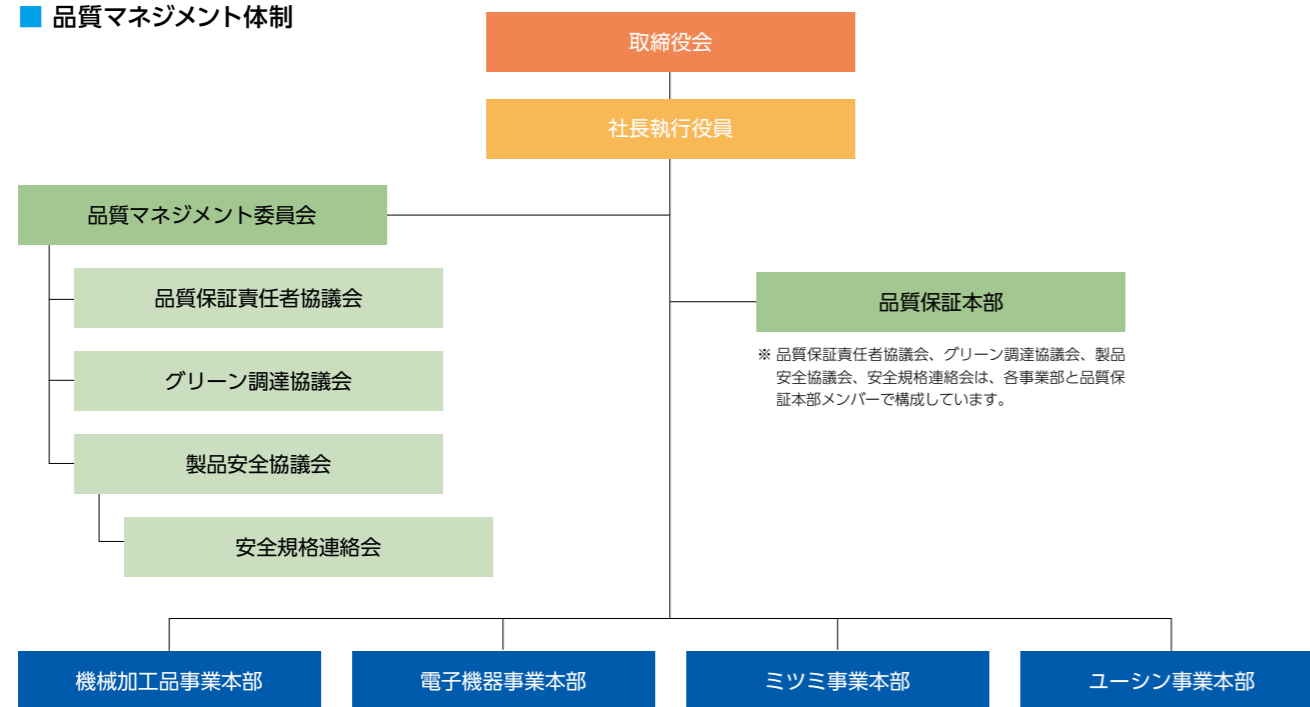 品質マネジメント体制
取締役会
社長執行役員
品質マネジメント委員会
品質保証責任者協議会
グリーン調達協議会
製品安全協議会
安全規格連絡会
品質保証本部
※ 品質保証責任者協議会、グリーン調達協議会、製品
安全協議会、安全規格連絡会は、各事業部と品質保
証本部メンバーで構成しています。
機械加工品事業本部
電子機器事業本部
ミツミ事業本部
ユーシン事業本部